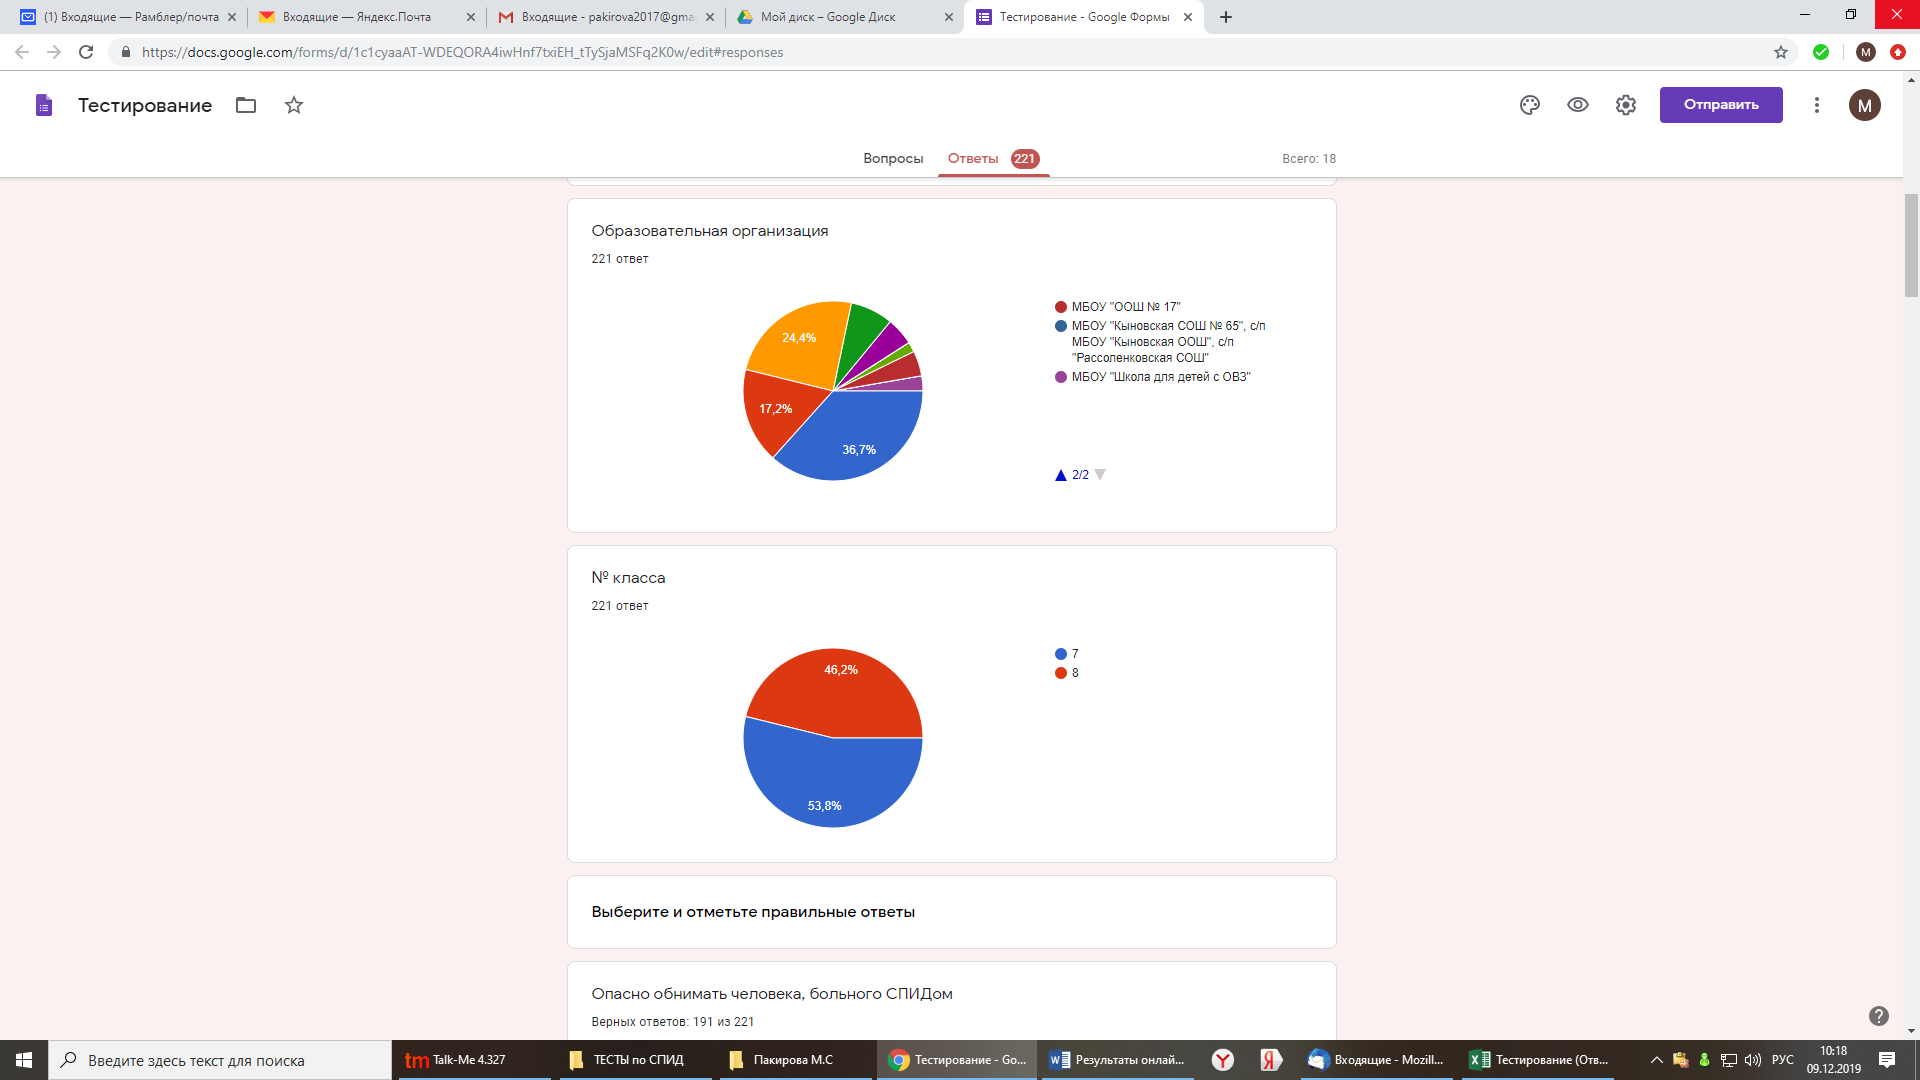 (1) Входящие — Рамблер/почта
Входящие — Яндекс.Почта
Входящие - pakirova2017@gma
Мой диск – Google Диск
Тестирование - Google Формы
https://docs.google.com/forms/d/1c1cyaaAT-WDEQORA4iwHnf7txiEH_tTySjaMSFq2K0w/edit#responses
M
Тестирование
Отправить
M
Вопросы
Ответы 221
Всего: 18
Образовательная организация
221 ответ
24,4%
17,2%
36,7%
МБОУ "ООШ № 17"
МБОУ "Кыновская СОШ № 65", с/п
МБОУ "Кыновская ООШ", с/п
"Рассоленковская СОШ"
МБОУ "Школа для детей с ОВЗ"
2/2
№ класса
221 ответ
46,2%
53,8%
7
8
Выберите и отметьте правильные ответы
Опасно обнимать человека, больного СПИДом
Верных ответов: 191 из 221
Введите здесь текст для поиска
tm Talk-Me 4.327
ТЕСТЫ по СПИД
Пакирова М.С
Тестирование - Go...
Результаты онлай...
Y
Я
Входящие - Mozill...
Тестирование (Отв...
РУС
10:18
09.12.2019